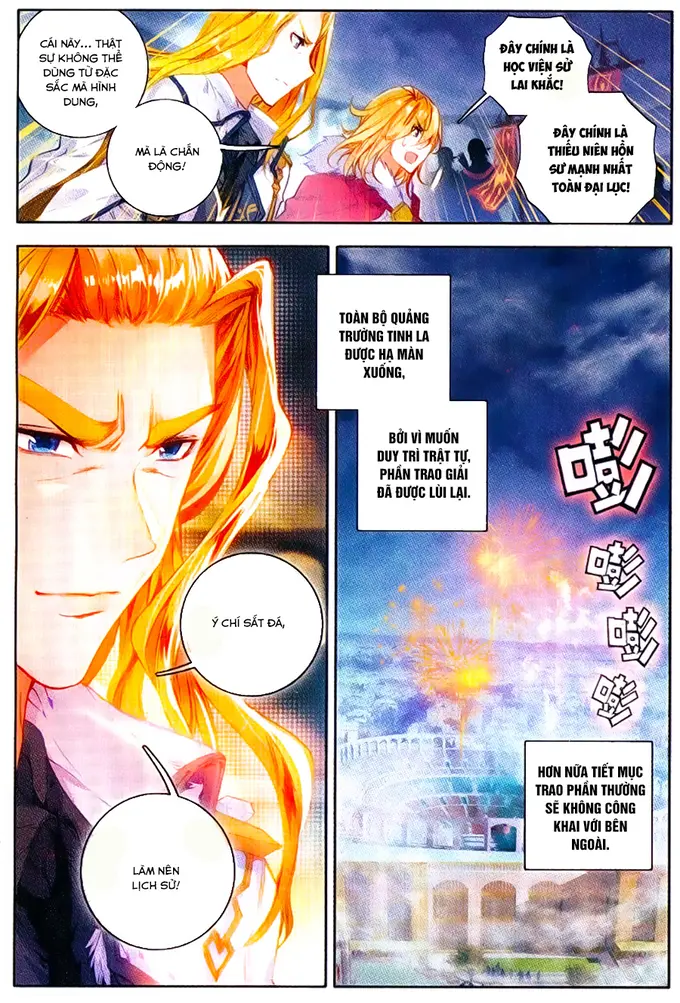 CÁI NÀY... THẬT
SỰ KHÔNG THỂ
DÙNG TỪ ĐẶC
SẮC MÀ HÌNH
DUNG,
MÀ LÀ CHẤN
ĐỘNG!
ĐÂY CHÍNH LÀ
HỌC VIỆN SỬ
LAI KHẮC!
ĐÂY CHÍNH LÀ
THIẾU NIÊN HỒN
SƯ MẠNH NHẤT
TOÀN ĐẠI LỤC!
Ý CHÍ SẮT ĐÁ,
LÀM NÊN
LỊCH SỬ!
TOÀN BỘ QUẢNG
TRƯỜNG TINH LA
ĐƯỢC HẠ MÀN
XUỐNG,
BỞI VÌ MUỐN
DUY TRÌ TRẬT TỰ,
PHẦN TRAO GIẢI
ĐÃ ĐƯỢC LÙI LẠI.
嘭
嘭
嘭
嘭
HƠN NỮA TIẾT MỤC
TRAO PHẦN THƯỞNG
SẼ KHÔNG CÔNG
KHAI VỚI BÊN
NGOÀI.